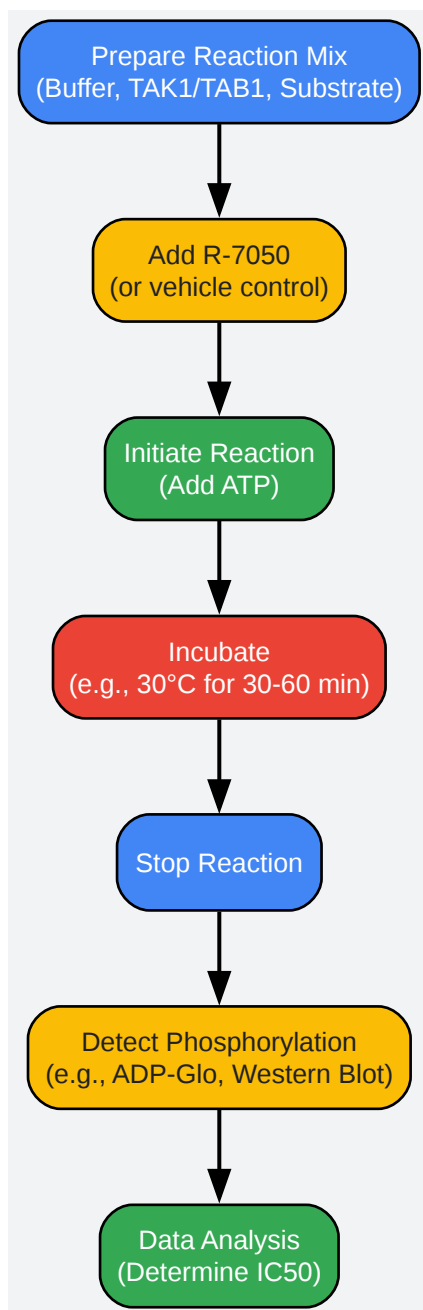 Prepare Reaction Mix
(Buffer, TAK1/TAB1, Substrate)
Add R-7050
(or vehicle control)
Initiate Reaction
(Add ATP)
Incubate
(e.g., 30°C for 30-60 min)
Stop Reaction
Detect Phosphorylation
(e.g., ADP-Glo, Western Blot)
Data Analysis
(Determine IC50)